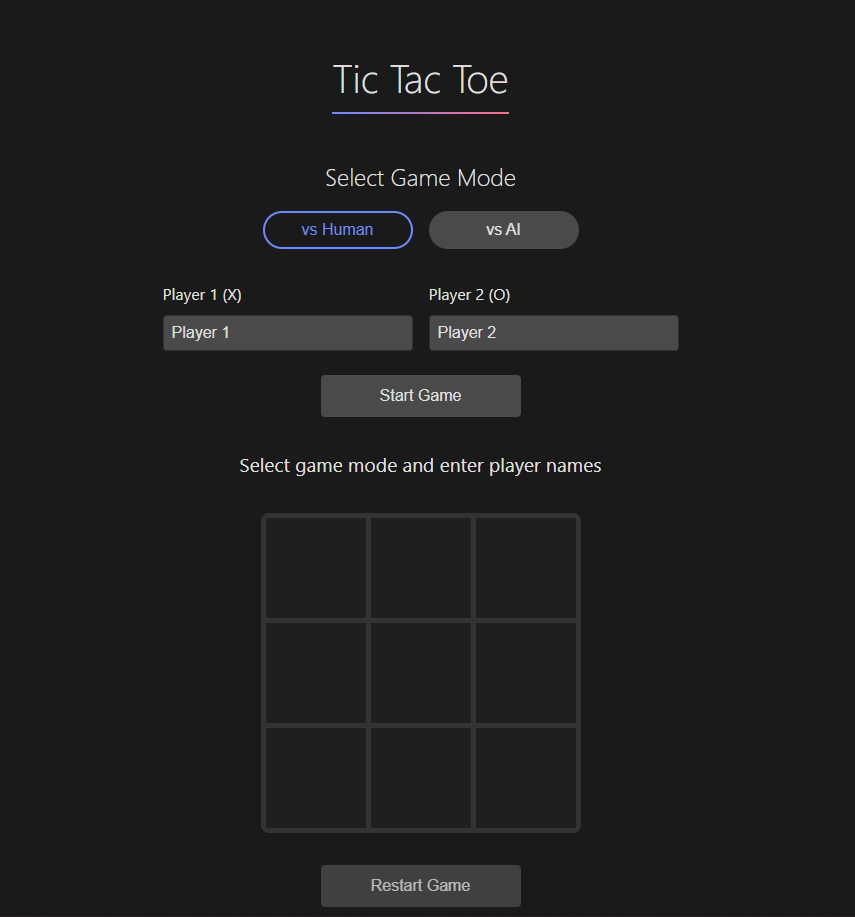 Tic Tac Toe
Select Game Mode
vs Human vs AI
Player 1 (X) Player 2 (O)
Player 1 Player 2
Start Game
Select game mode and enter player names
Restart Game